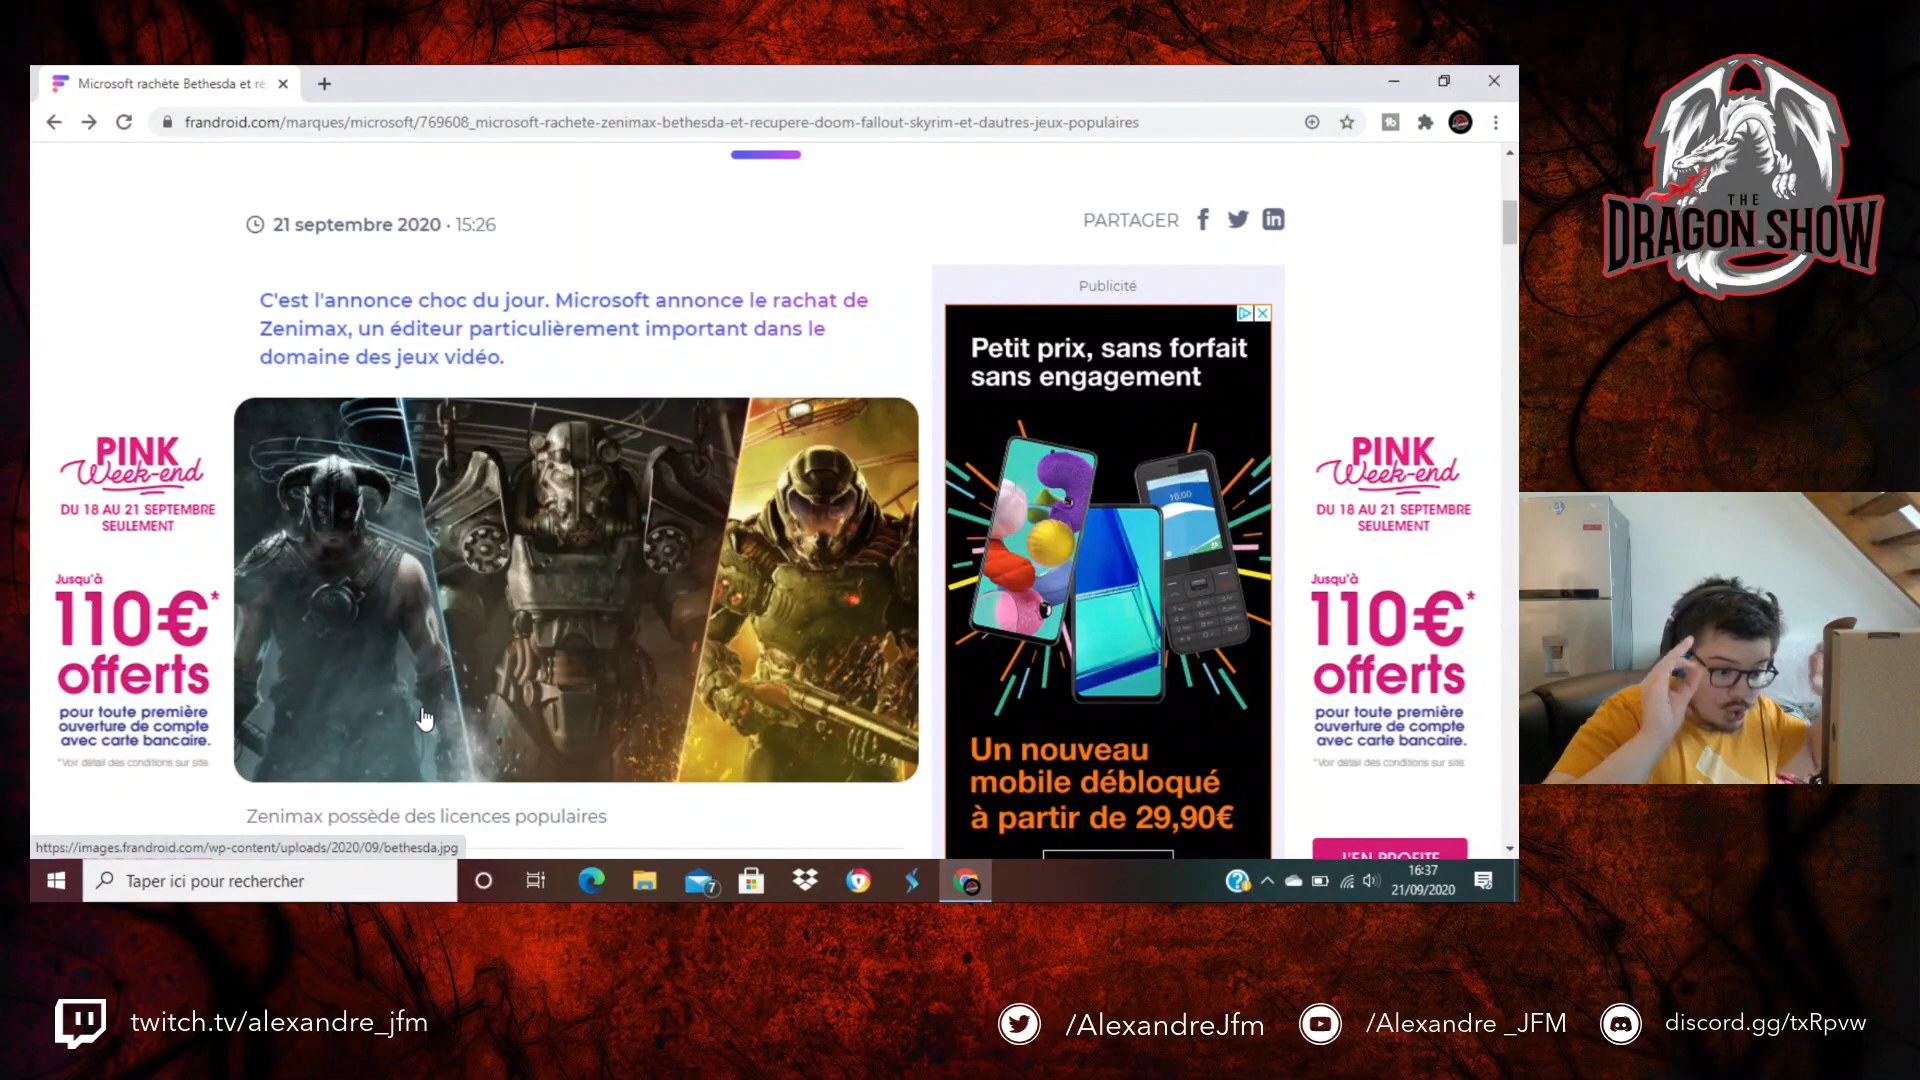 Microsoft rachète Bethesda et ré
frandroid.com/marques/microsoft/769608_microsoft-rachete-zenimax-bethesda-et-recupere-doom-fallout-skyrim-et-dautres-jeux-populaires
THE
DRAGON SHOW
21 septembre 2020 · 15:26
PARTAGER
C'est l'annonce choc du jour. Microsoft annonce le rachat de
Zenimax, un éditeur particulièrement important dans le
domaine des jeux vidéo.
Publicité
Petit prix, sans forfait
sans engagement
10:00
Un nouveau
mobile débloqué
à partir de 29,90€
PINK
Week-end
DU 18 AU 21 SEPTEMBRE
SEULEMENT
Jusqu'à
110€*
offerts
pour toute première
ouverture de compte
avec carte bancaire.
*Voir détail des conditions sur site.
PINK
Week-end
DU 18 AU 21 SEPTEMBRE
SEULEMENT
Jusqu'à
110€*
offerts
pour toute première
ouverture de compte
avec carte bancaire.
*Voir détail des conditions sur site.
J'EN PROFITE
Zenimax possède des licences populaires
https://images.frandroid.com/wp-content/uploads/2020/09/bethesda.jpg
Taper ici pour rechercher
7
16:37
21/09/2020
twitch.tv/alexandre_jfm
/AlexandreJfm
/Alexandre _JFM
discord.gg/txRpvw